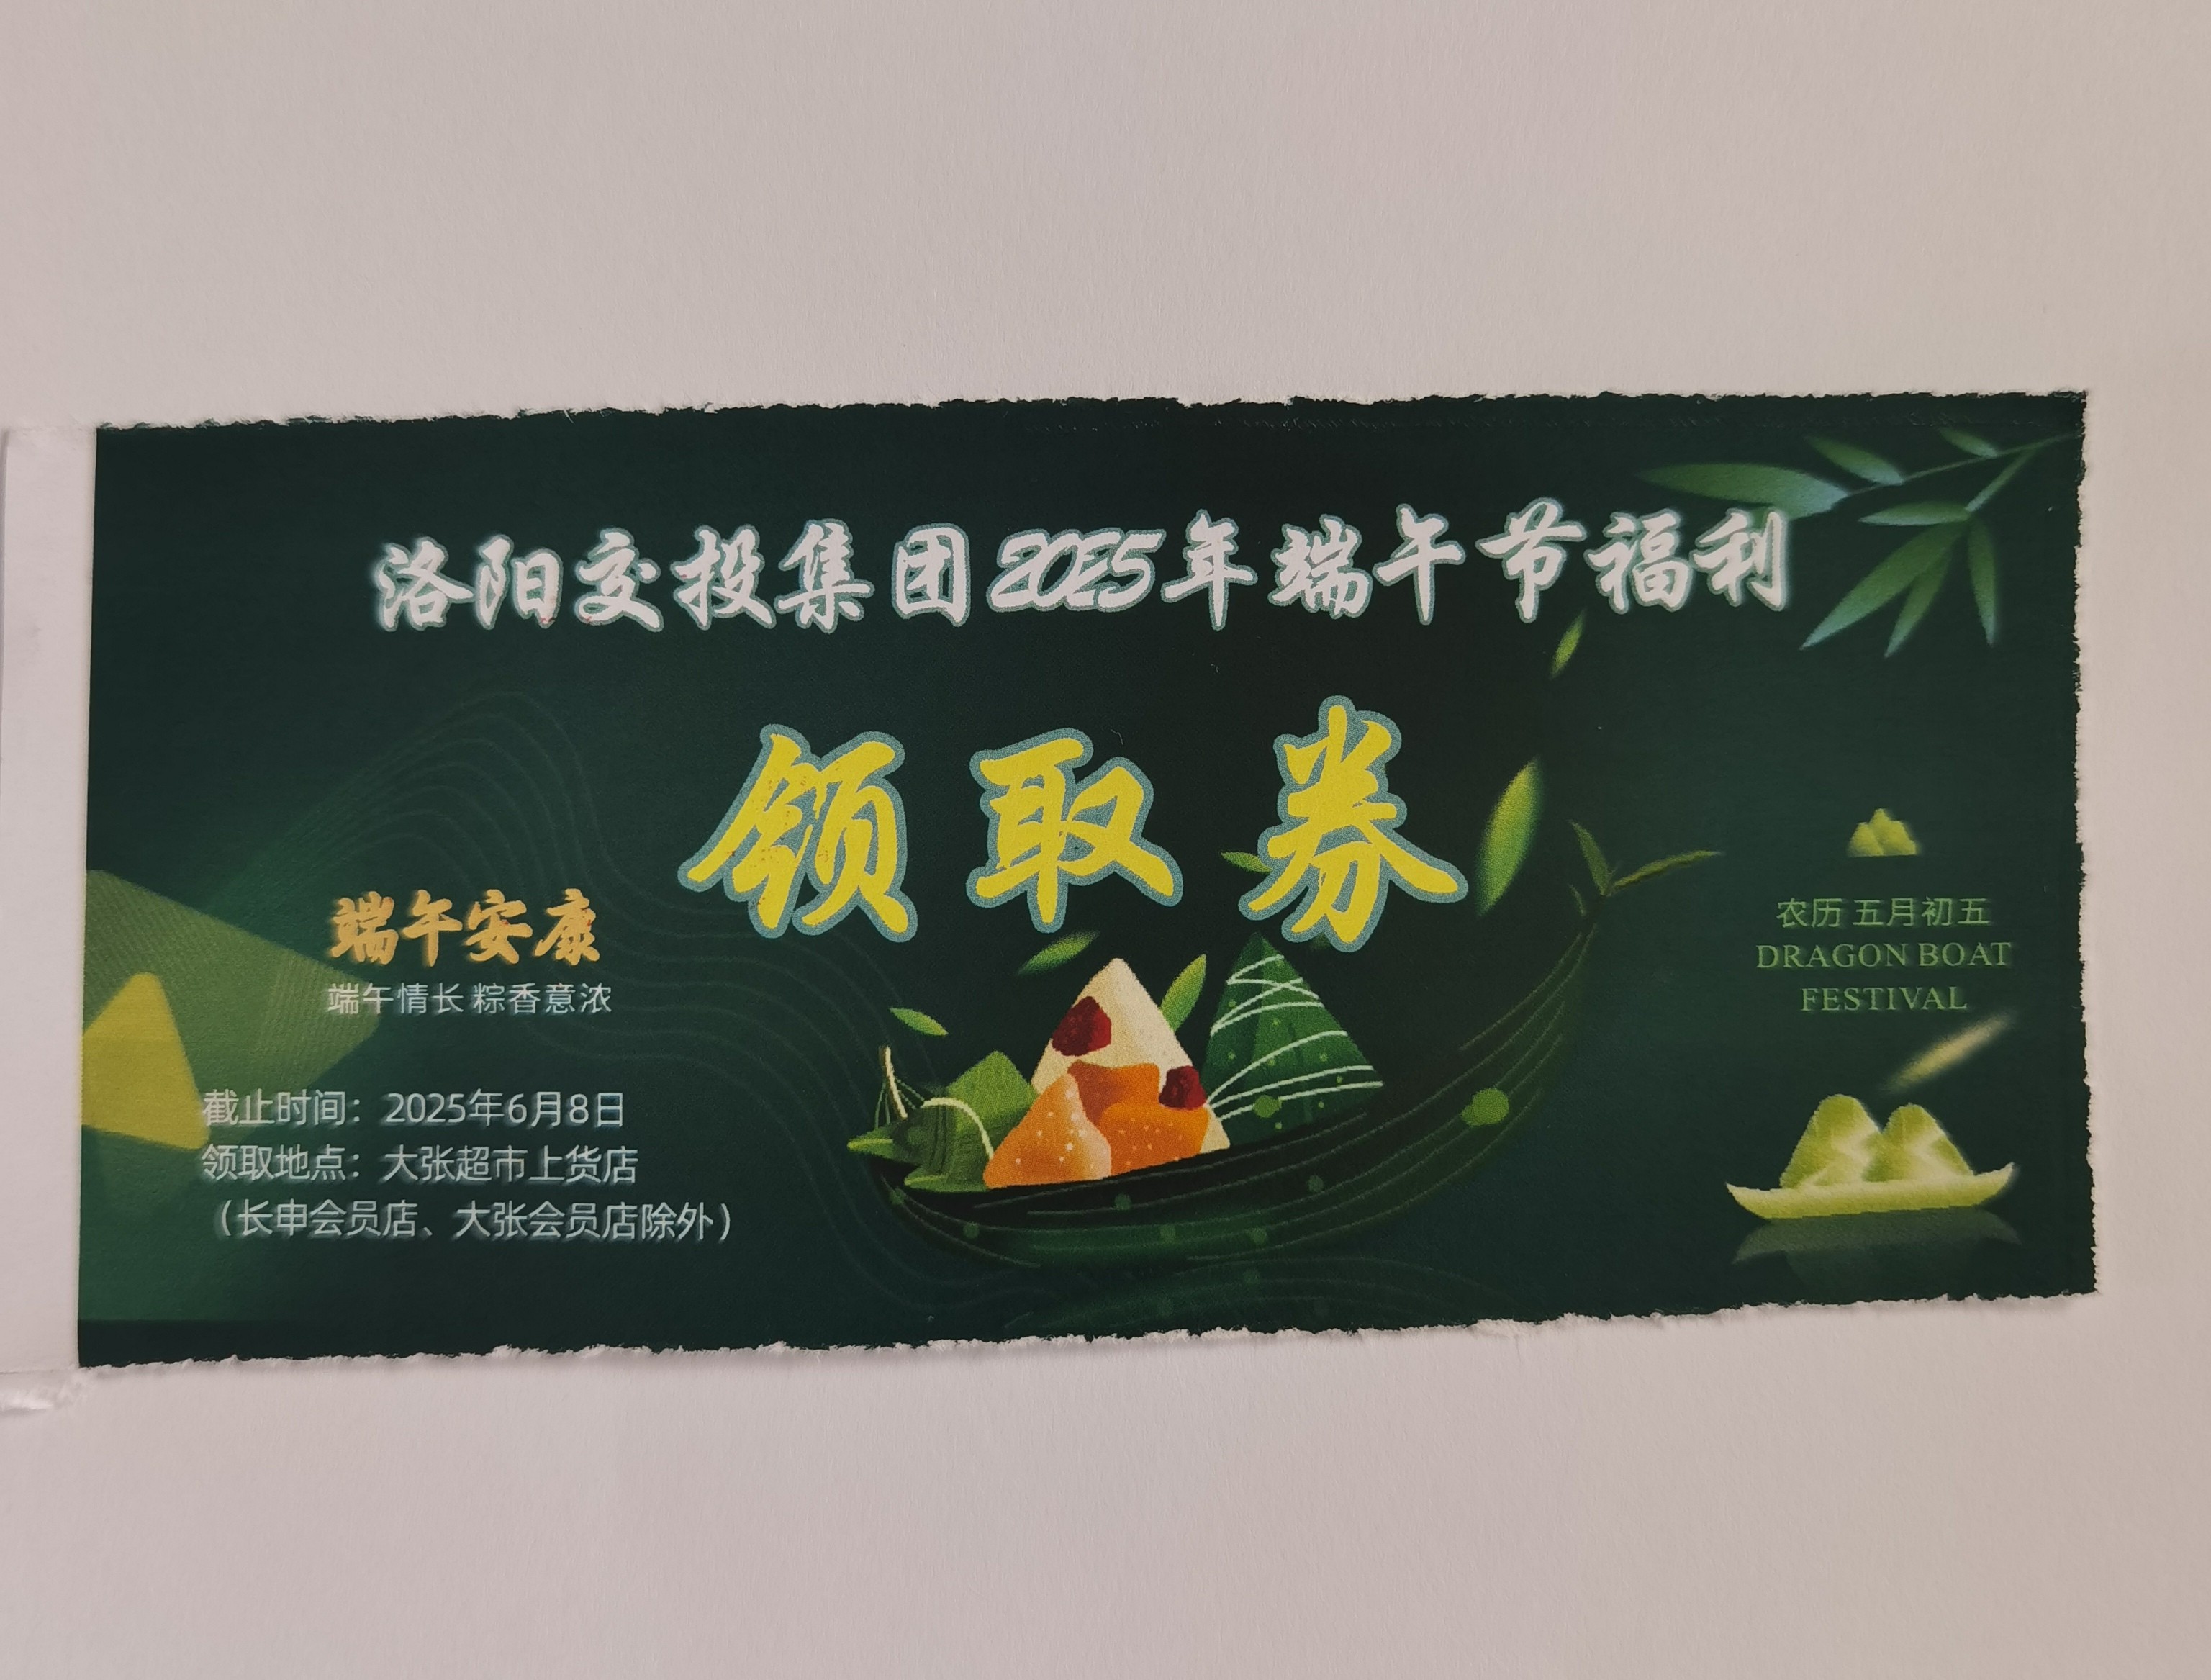 洛阳交投集团2025年端午节福利
领取券
端午安康
端午情长 粽香意浓
截止时间：2025年6月8日
领取地点：大张超市上货店
（长申会员店、大张会员店除外）
农历 五月初五
DRAGON BOAT
FESTIVAL